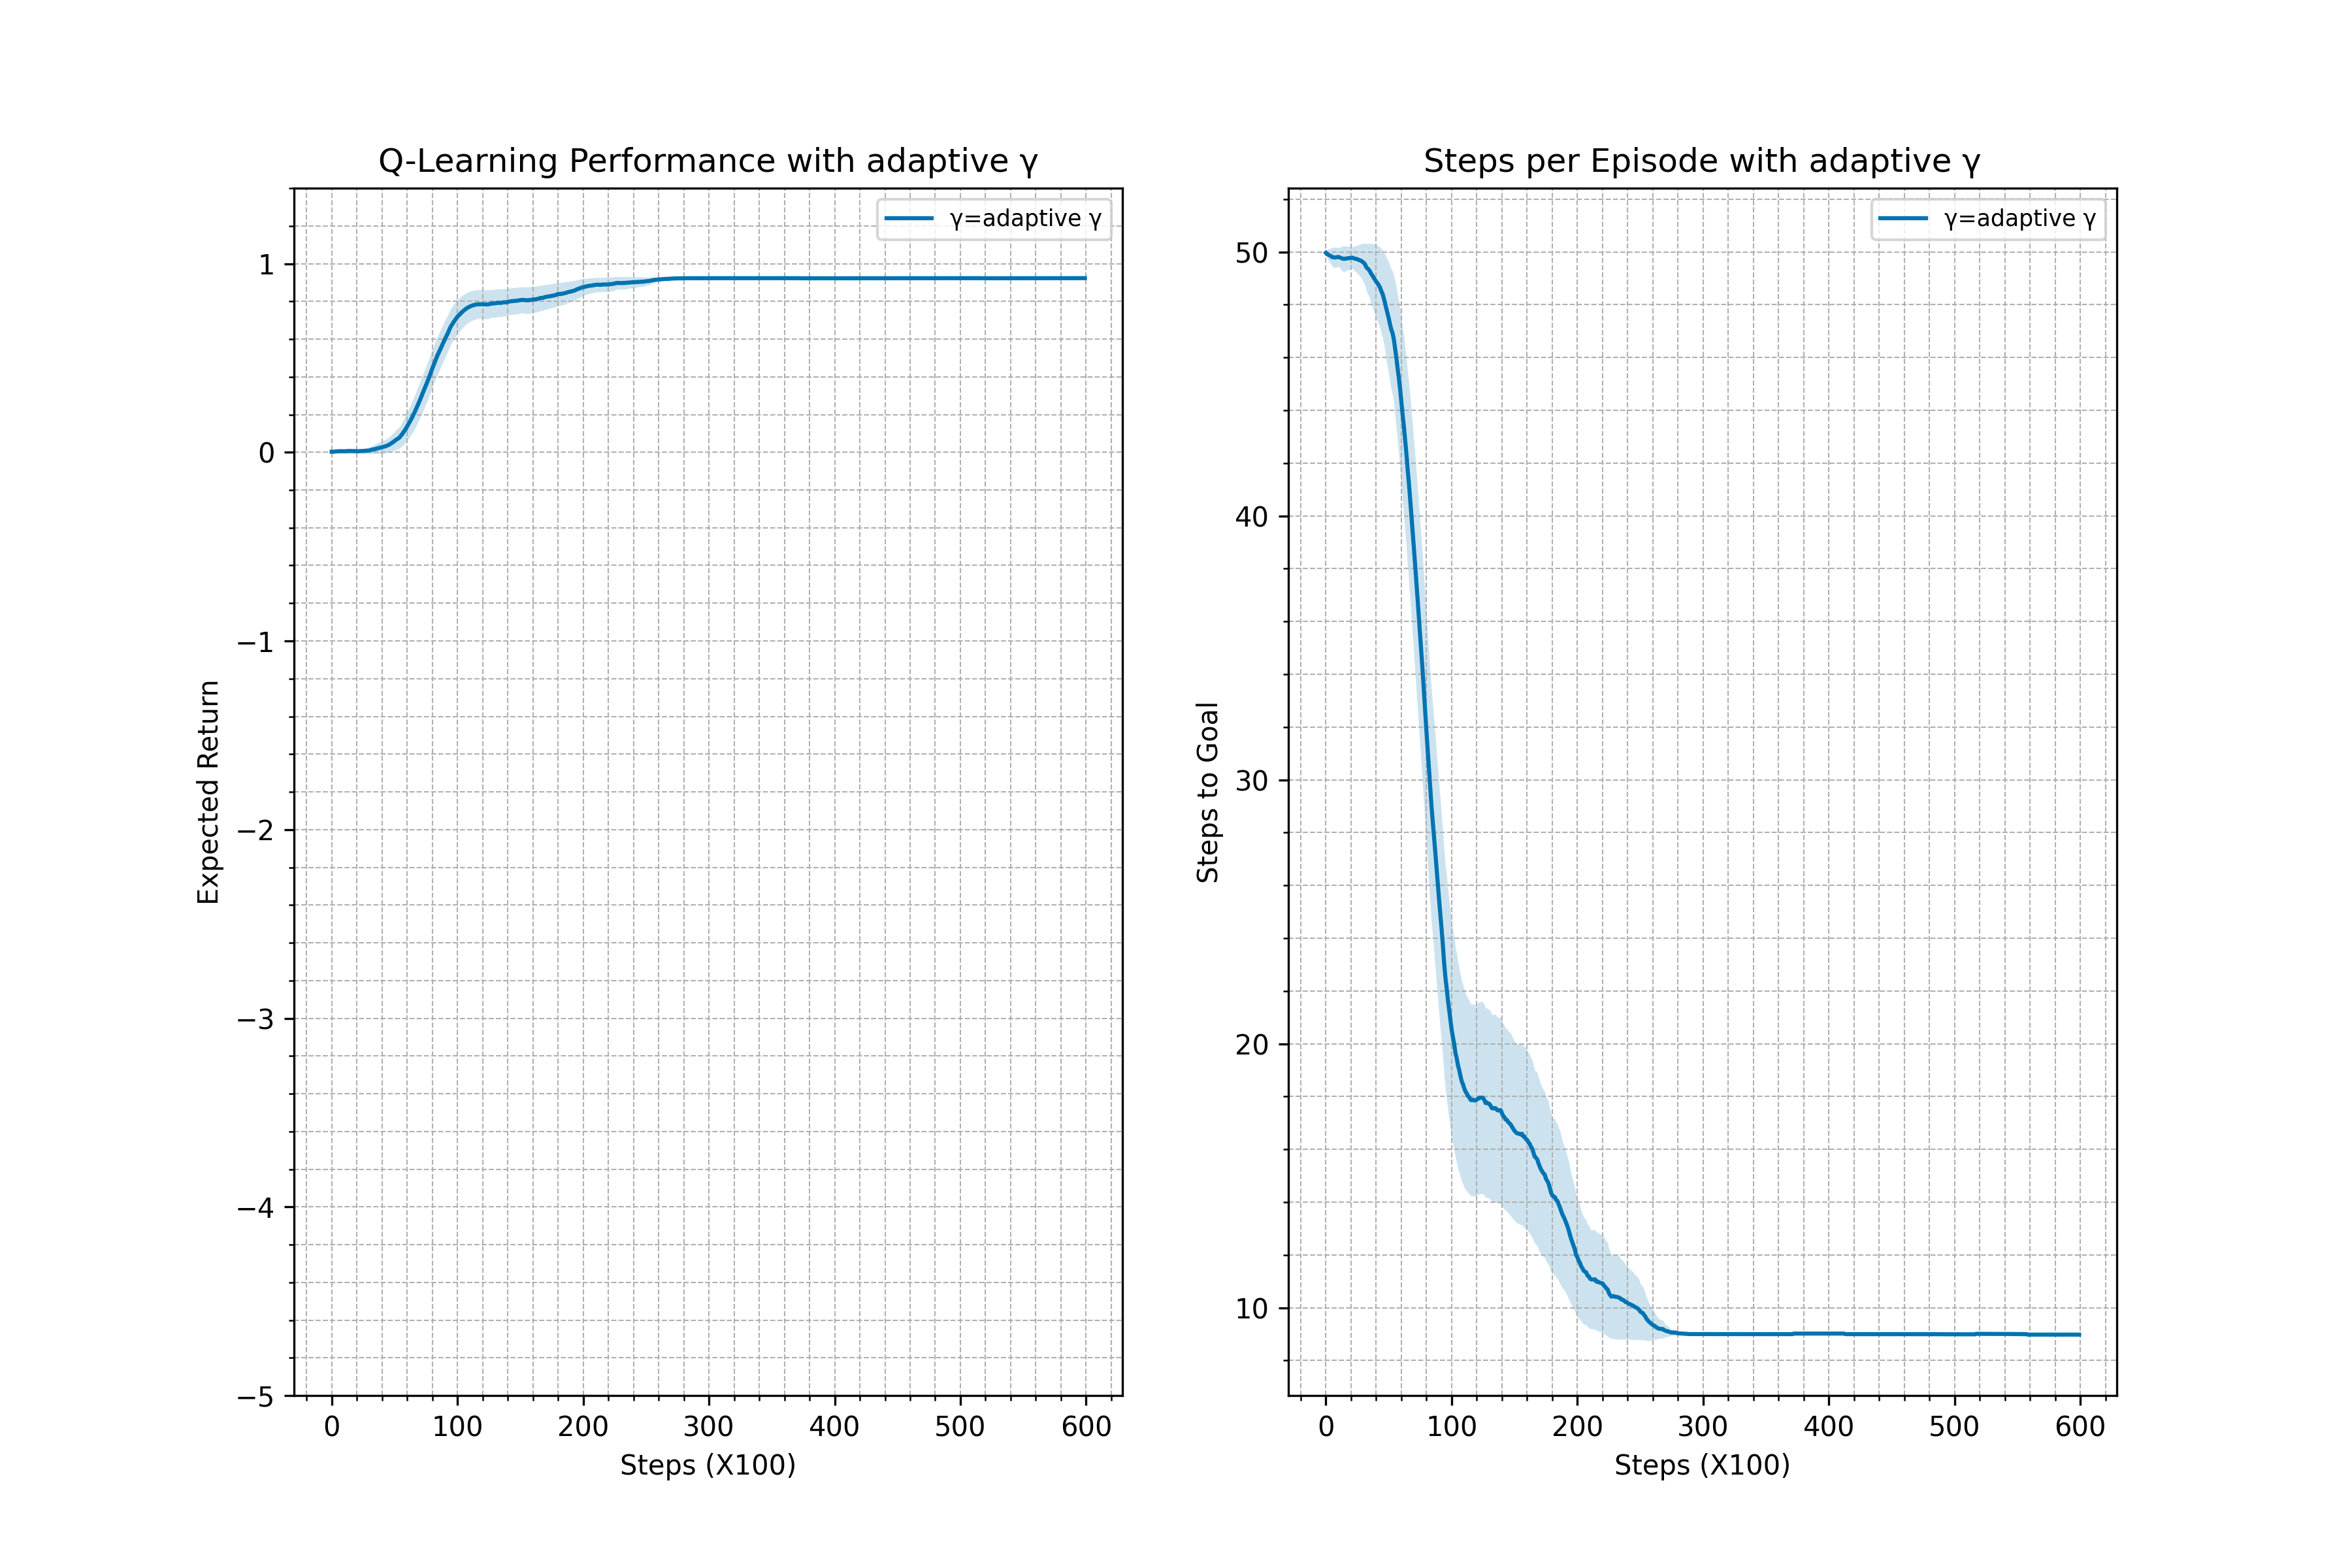 Q-Learning Performance with adaptive γ
γ=adaptive γ
1
0
−1
−2
−3
−4
−5
Expected Return
0 100 200 300 400 500 600
Steps (X100)
Steps per Episode with adaptive γ
γ=adaptive γ
50
40
30
20
10
Steps to Goal
0 100 200 300 400 500 600
Steps (X100)